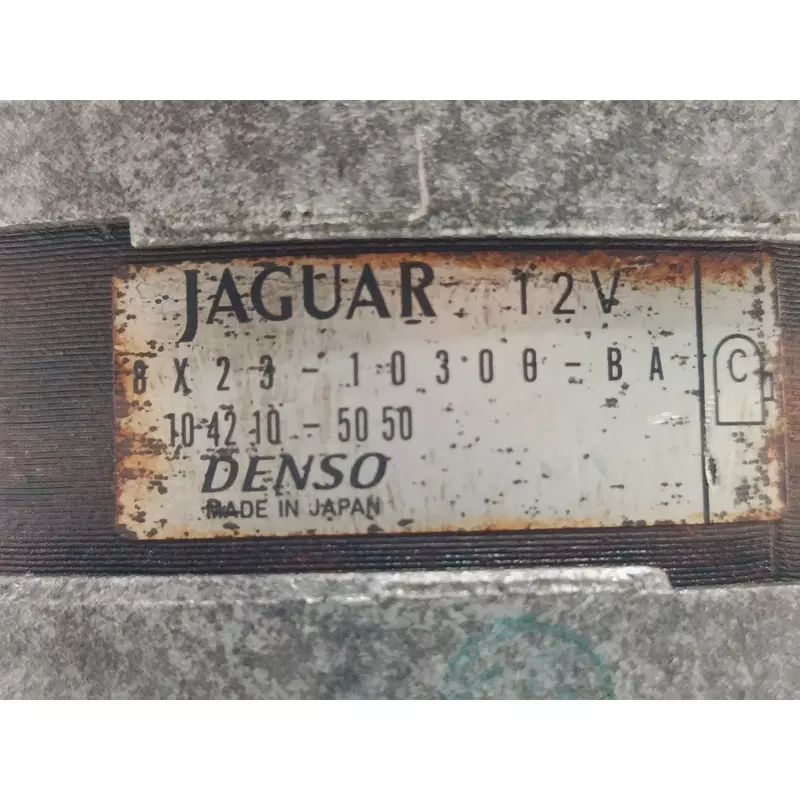 JAGUAR 12V
8X23-10300-BA
C
104210-5050
DENSO
MADE IN JAPAN